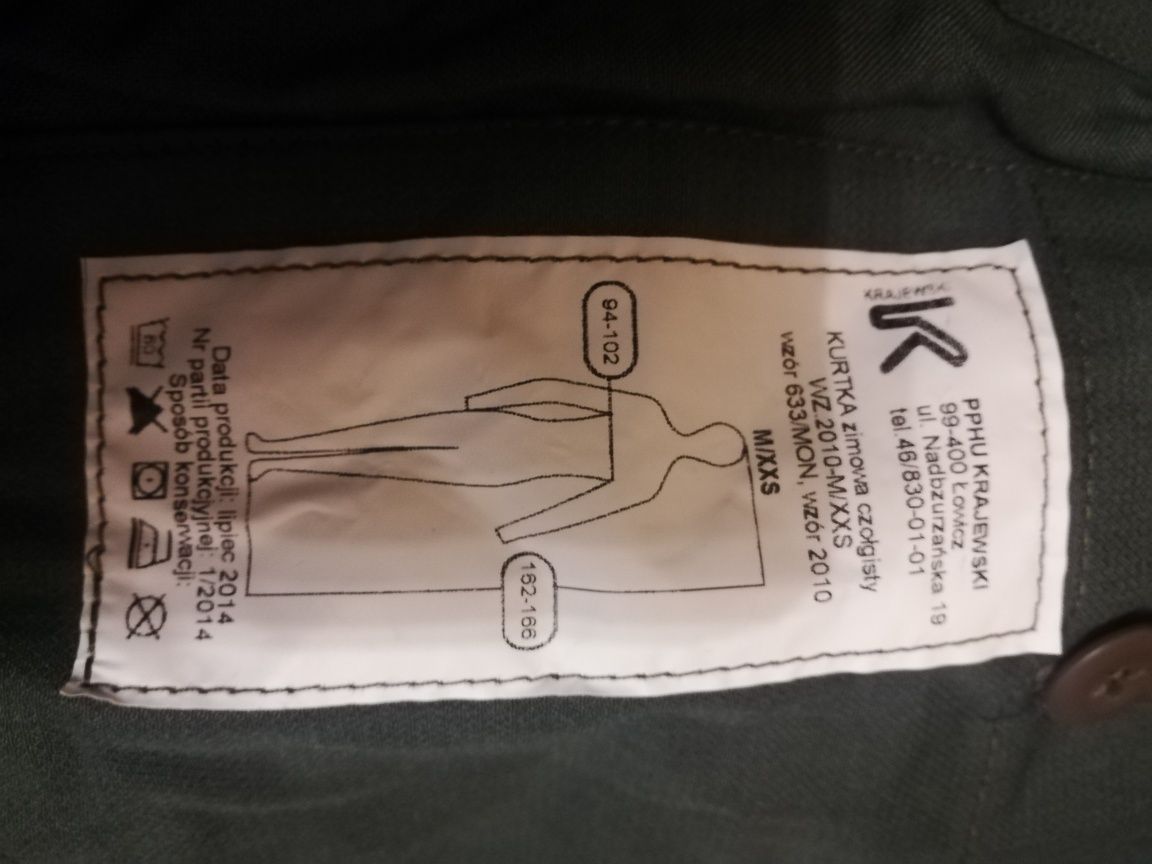 KRAJEWSKI
K
PPHU KRAJEWSKI
99-400 Łowicz
ul. Nadbzurzańska 19
tel.46/830-01-01
KURTKA zimowa czołgisty
WZ.2010-M/XXS
wzór 633/MON, wzór 2010
M/XXS
94-102
162-166
Data produkcji: lipiec 2014
Nr partii produkcyjnej: 1/2014
Sposób konserwacji:
60